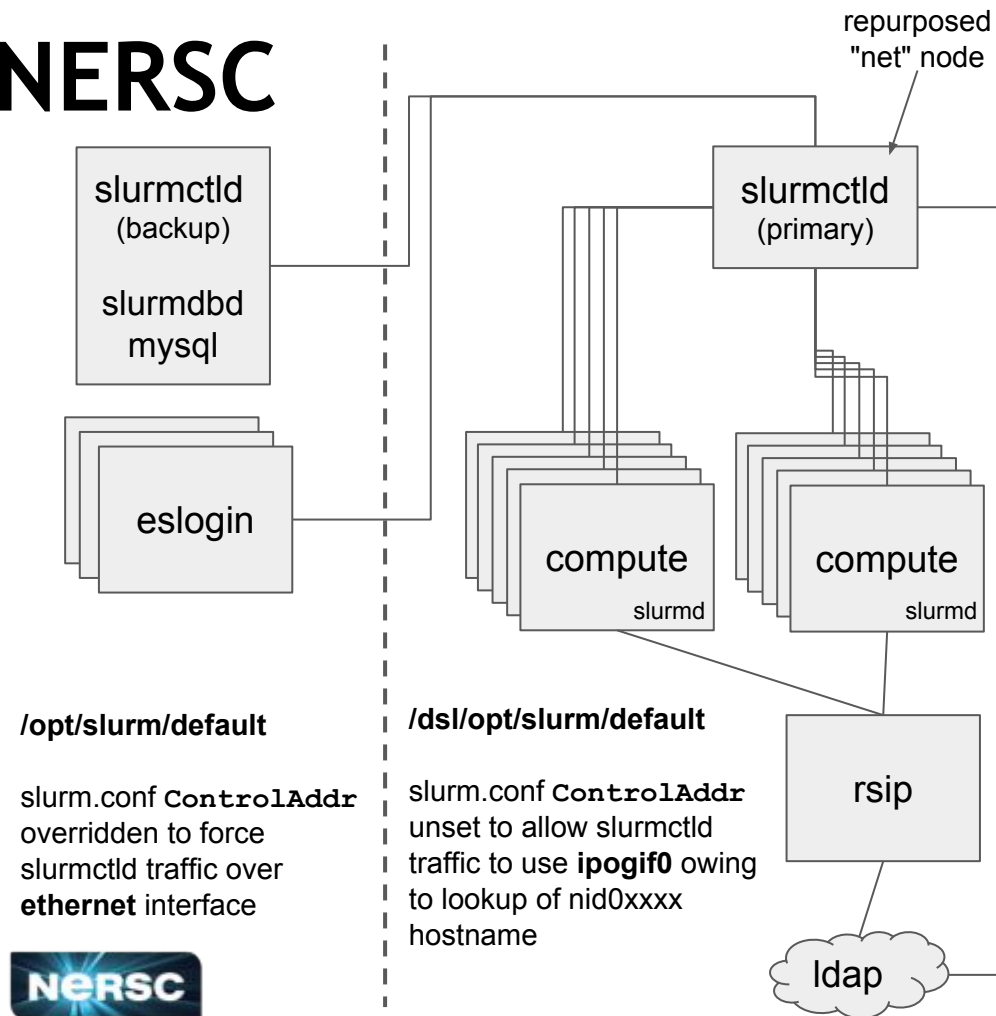 NERSC
repurposed
"net" node
slurmctld
(backup)
slurmdbd
mysql
slurmctld
(primary)
eslogin
compute
slurmd
compute
slurmd
/opt/slurm/default
slurm.conf ControlAddr
overridden to force
slurmctld traffic over
ethernet interface
/dsl/opt/slurm/default
slurm.conf ControlAddr
unset to allow slurmctld
traffic to use ipogif0 owing
to lookup of nid0xxxx
hostname
rsip
ldap
NERSC